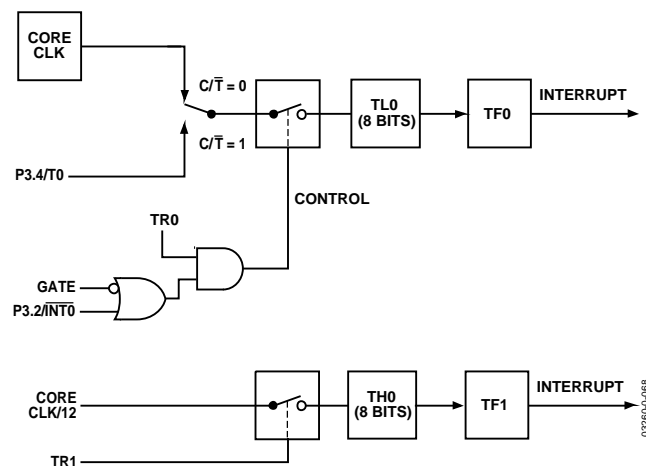 CORE
CLK
C/T̅ = 0
C/T̅ = 1
TL0
(8 BITS)
TF0
INTERRUPT
P3.4/T0
CONTROL
TR0
GATE
P3.2/I̅N̅T̅0̅
CORE
CLK/12
TH0
(8 BITS)
TF1
INTERRUPT
TR1
03260-0-068